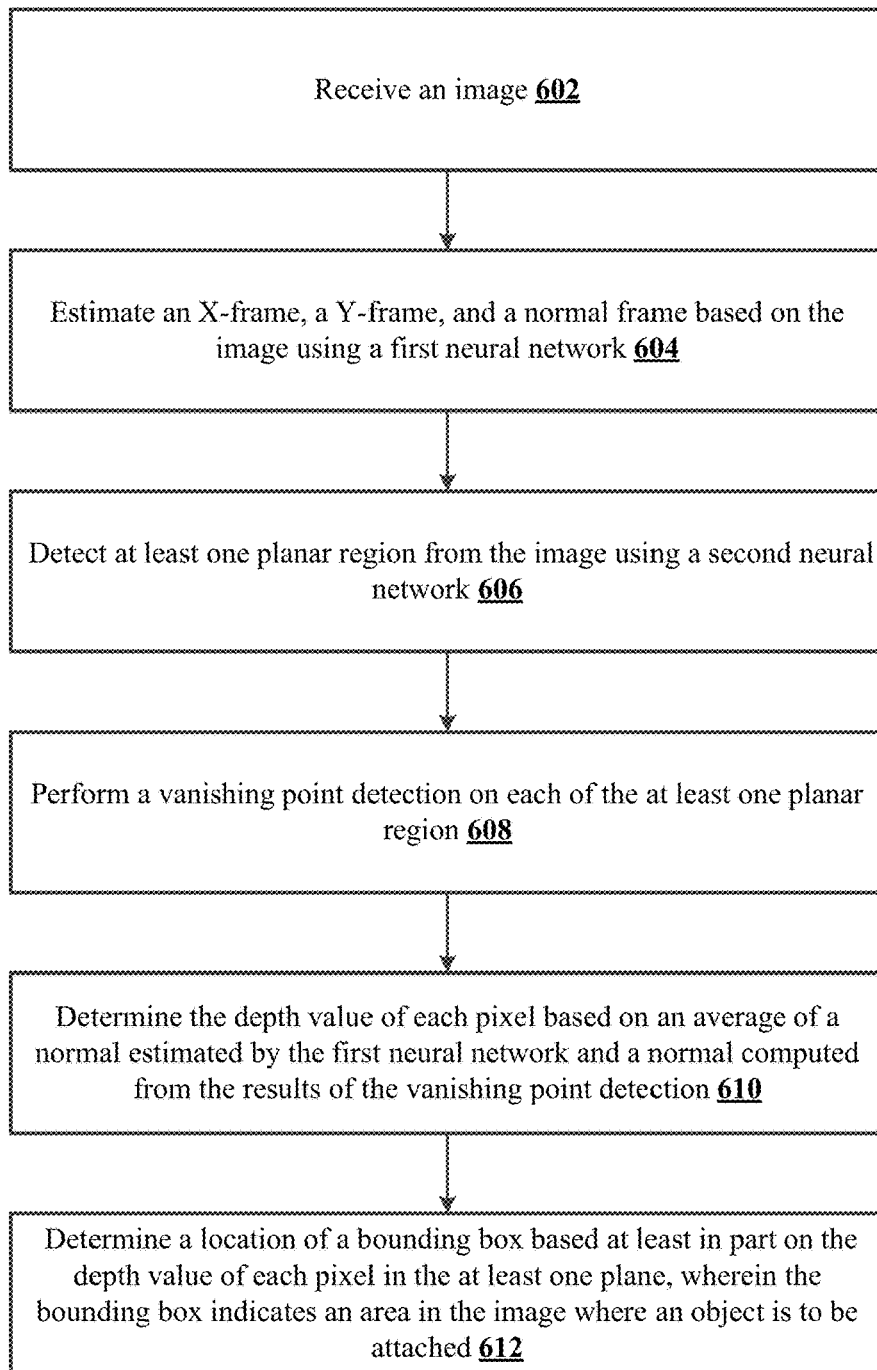 Receive an image 602
Estimate an X-frame, a Y-frame, and a normal frame based on the
image using a first neural network 604
Detect at least one planar region from the image using a second neural
network 606
Perform a vanishing point detection on each of the at least one planar
region 608
Determine the depth value of each pixel based on an average of a
normal estimated by the first neural network and a normal computed
from the results of the vanishing point detection 610
Determine a location of a bounding box based at least in part on the
depth value of each pixel in the at least one plane, wherein the
bounding box indicates an area in the image where an object is to be
attached 612